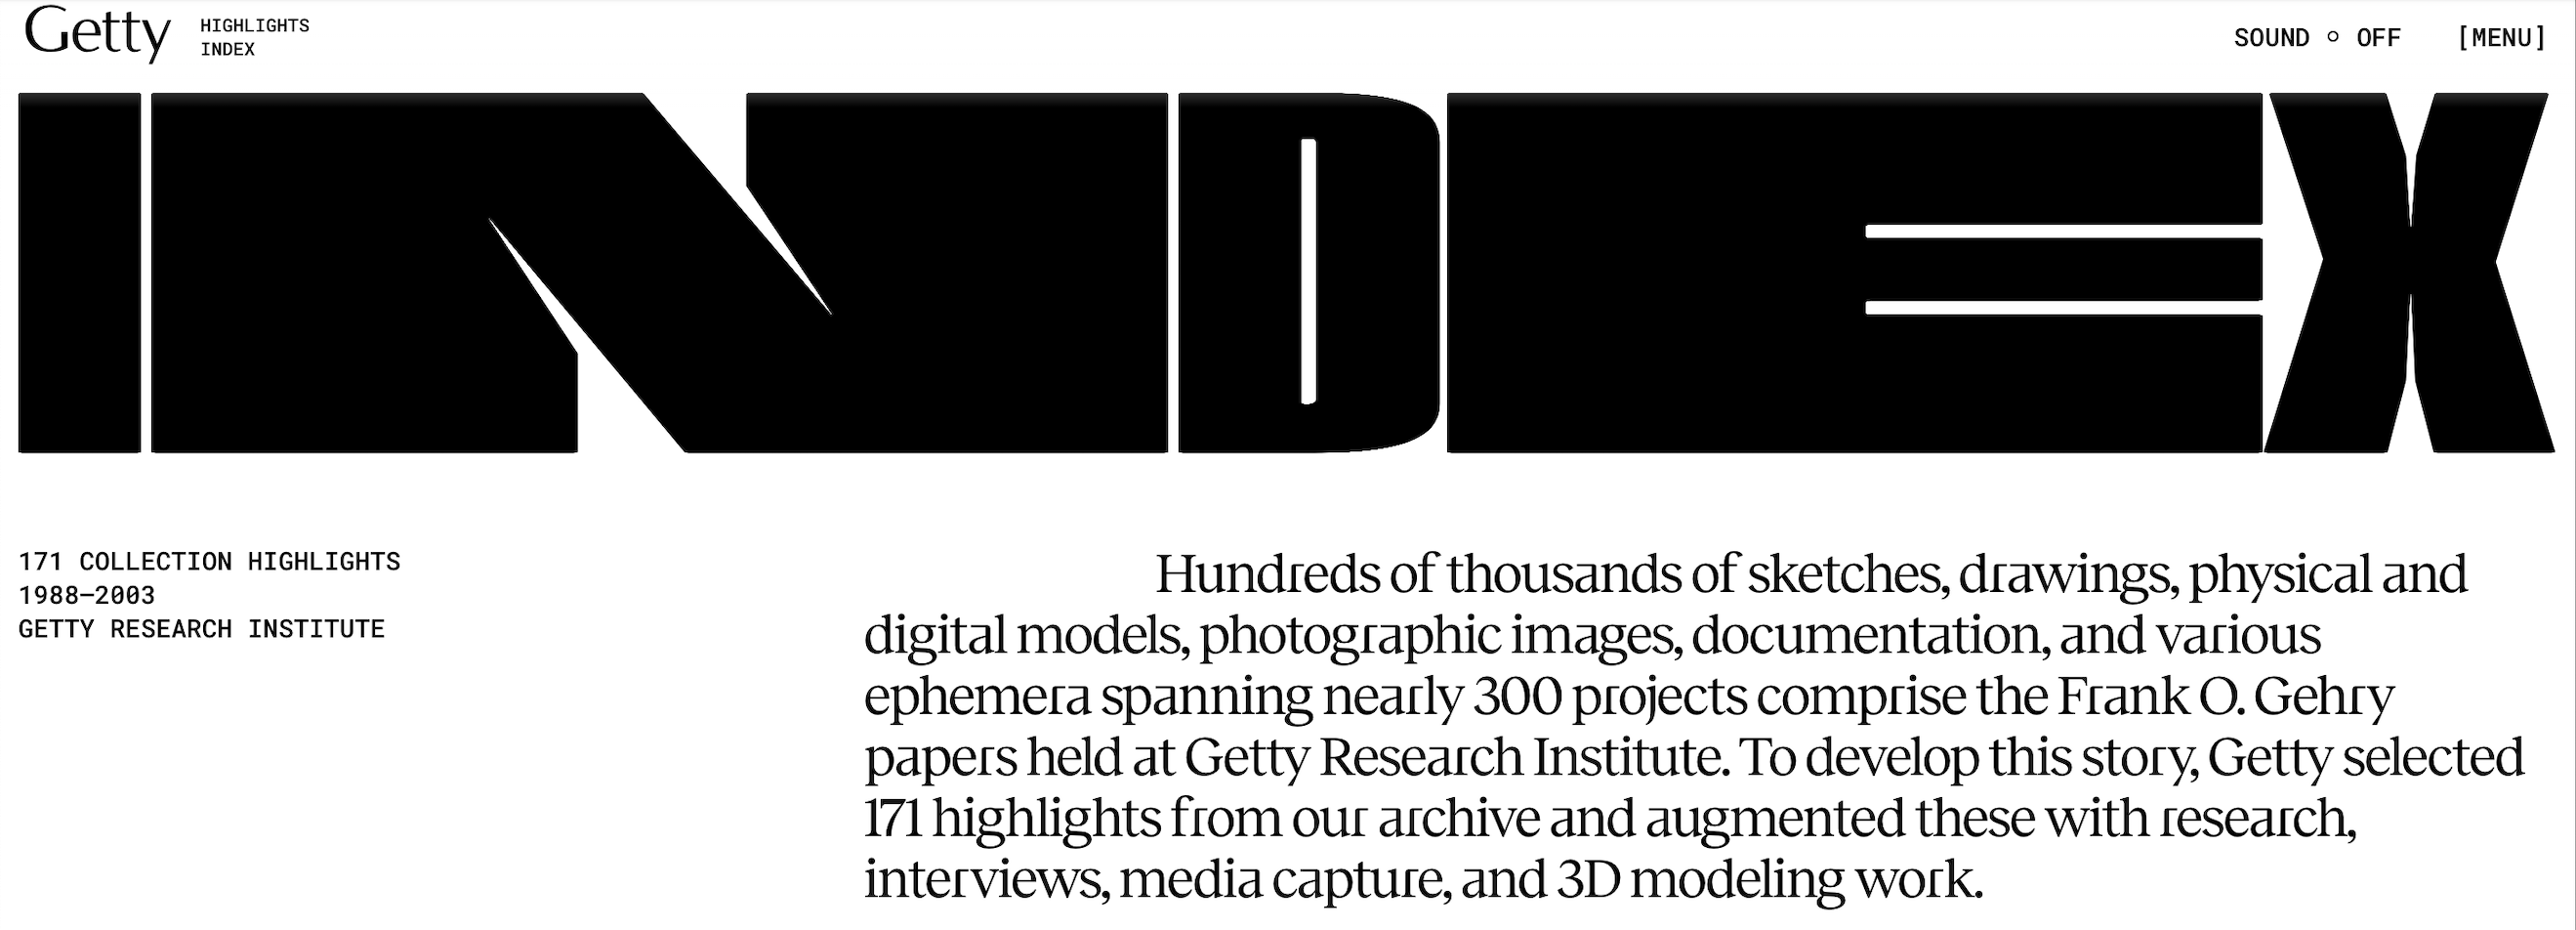 Getty
HIGHLIGHTS
INDEX
SOUND ○ OFF
[MENU]
INDEX
171 COLLECTION HIGHLIGHTS
1988–2003
GETTY RESEARCH INSTITUTE
Hundreds of thousands of sketches, drawings, physical and
digital models, photographic images, documentation, and various
ephemera spanning nearly 300 projects comprise the Frank O. Gehry
papers held at Getty Research Institute. To develop this story, Getty selected
171 highlights from our archive and augmented these with research,
interviews, media capture, and 3D modeling work.